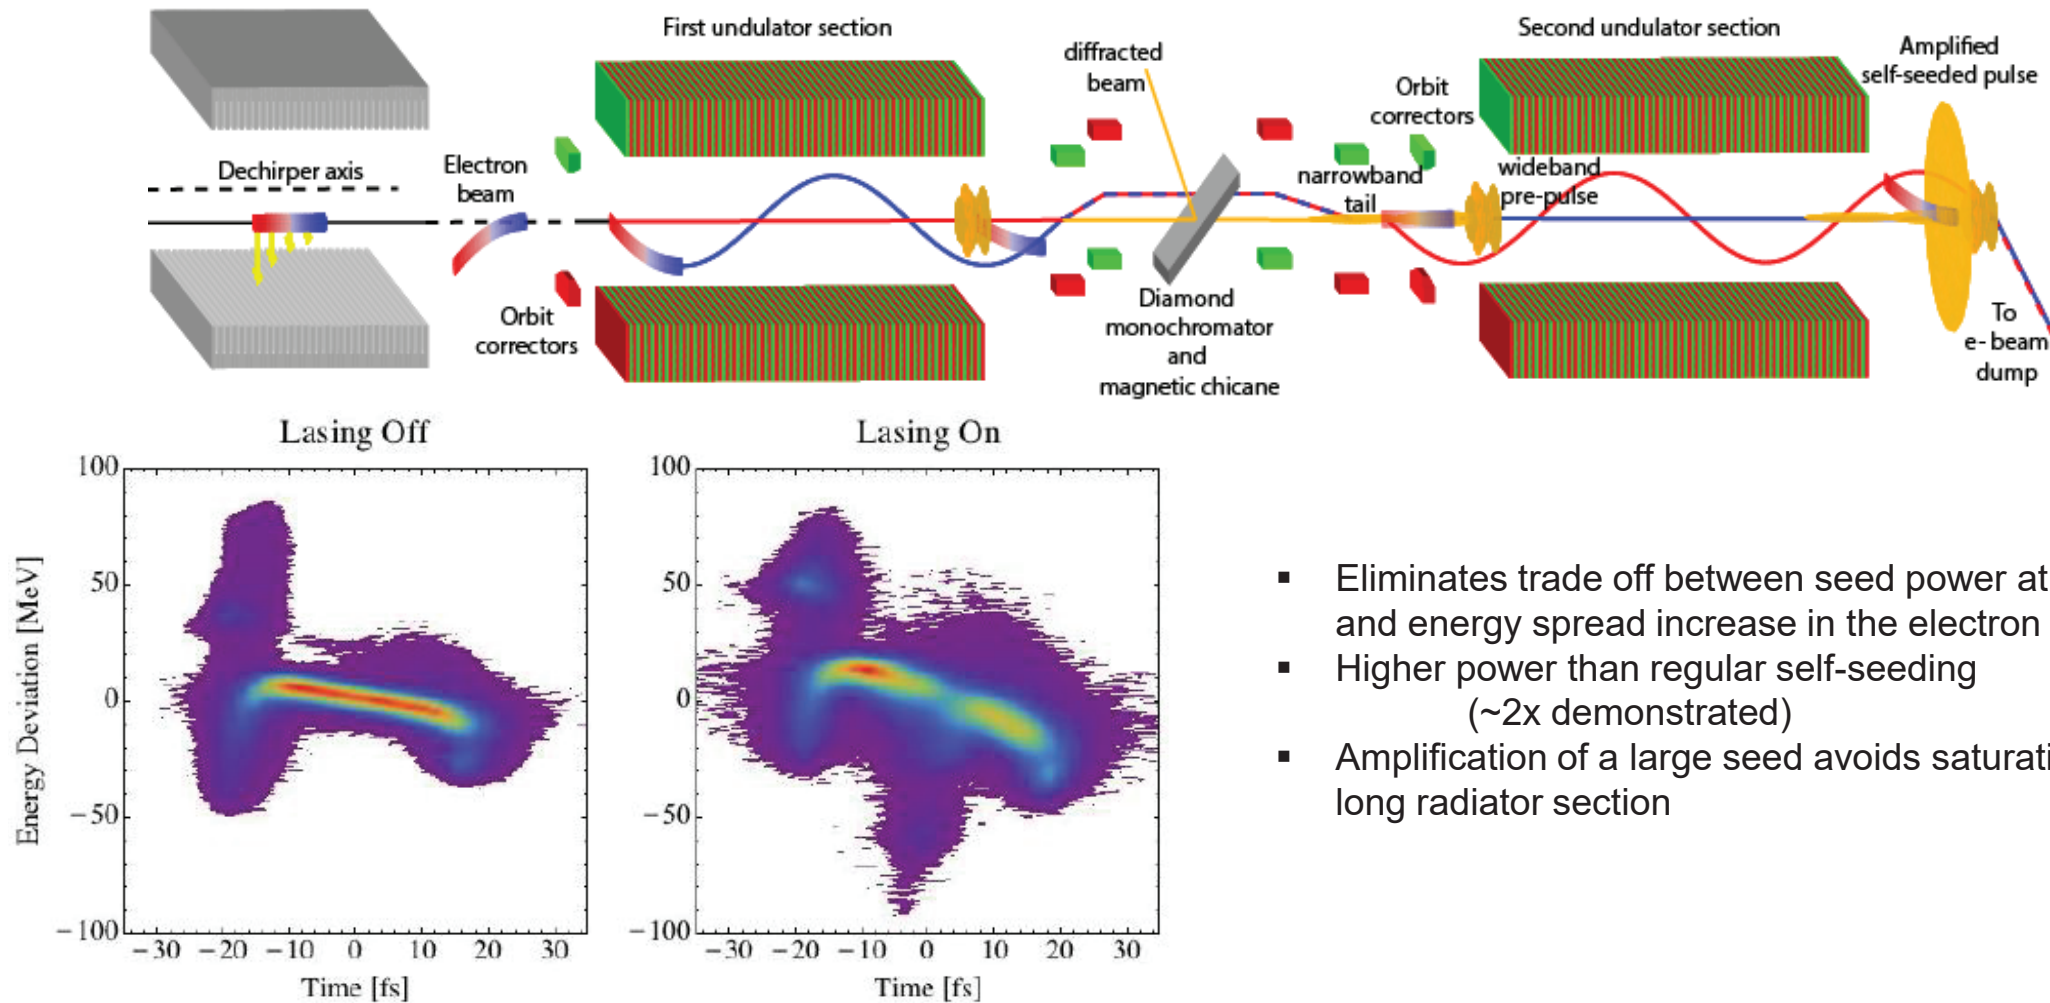 First undulator section
Second undulator section
diffracted
beam
Amplified
self-seeded pulse
Orbit
correctors
Dechirper axis
Electron
beam
narrowband
tail
wideband
pre-pulse
Orbit
correctors
Diamond
monochromator
and
magnetic chicane
To
e- beam
dump
Lasing Off
Lasing On
100
50
0
−50
−100
Energy Deviation [MeV]
−30 −20 −10 0 10 20 30
Time [fs]
100
50
0
−50
−100
−30 −20 −10 0 10 20 30
Time [fs]
▪ Eliminates trade off between seed power at
and energy spread increase in the electron
▪ Higher power than regular self-seeding
(~2x demonstrated)
▪ Amplification of a large seed avoids saturati
long radiator section